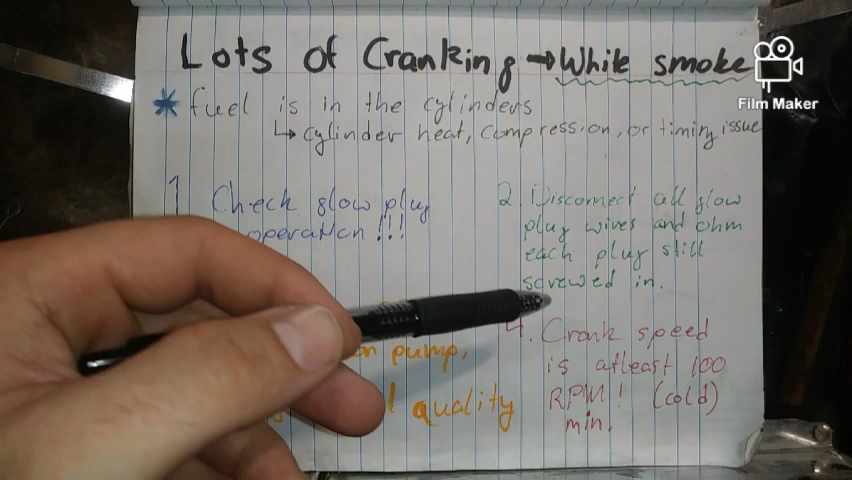 Lots of Cranking → White smoke
Film Maker
* fuel is in the cylinders
↳ cylinder heat, compression, or timing issue
1 Check glow plug
operation!!!
2. Disconnect all glow
plug wires and ohm
each plug still
screwed in.
pump,
quality
4. Crank speed
is atleast 100
RPM! (cold)
min.